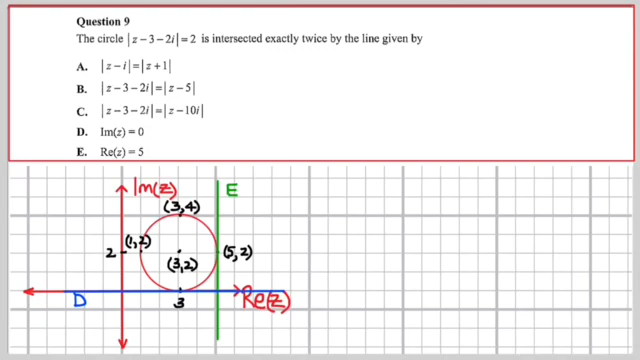 Question 9
The circle |z − 3 − 2i| = 2 is intersected exactly twice by the line given by
A. |z − i| = |z + 1|
B. |z − 3 − 2i| = |z − 5|
C. |z − 3 − 2i| = |z − 10i|
D. Im(z) = 0
E. Re(z) = 5
Im(z)
E
(3,4)
(1,2)
2
(3,2)
(5,2)
D
3
Re(z)